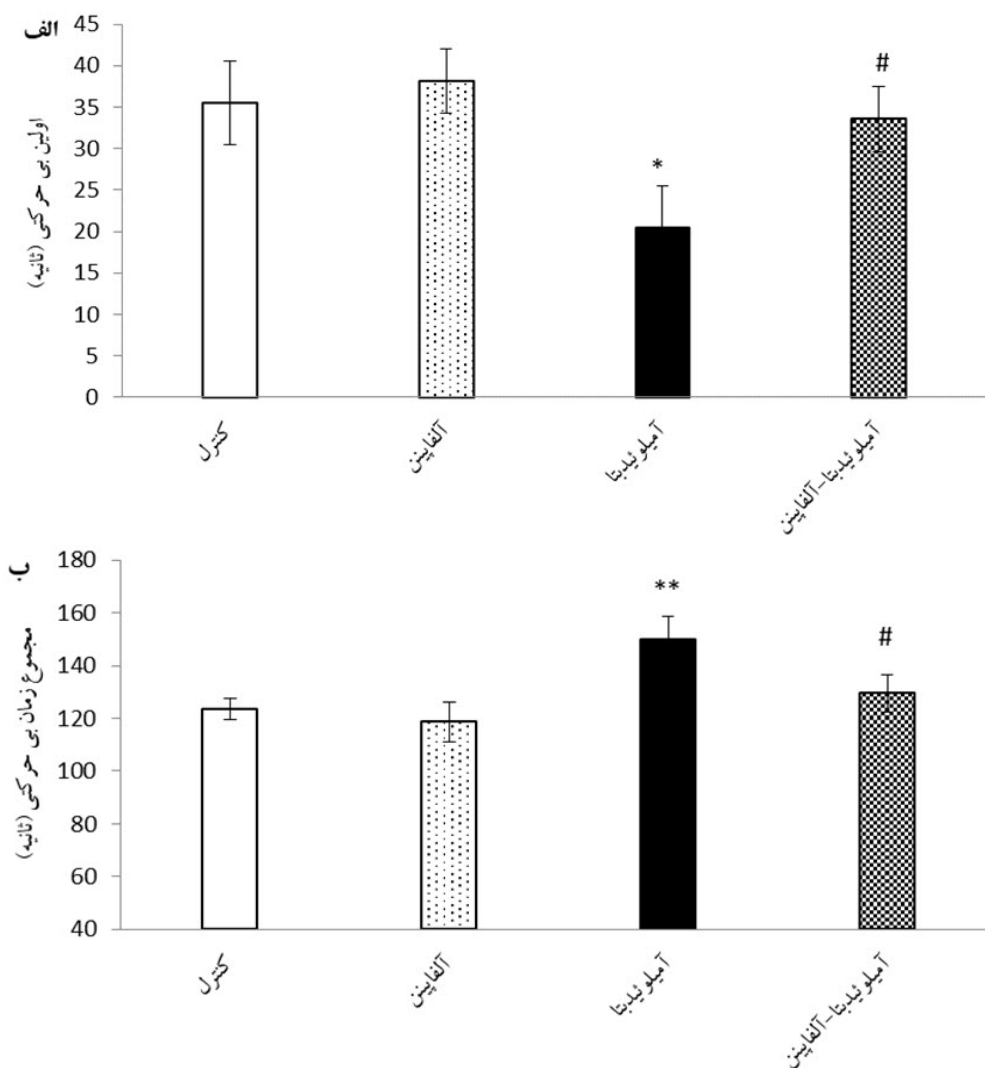 الف
45
40
35
30
25
20
15
10
5
0
اولین بی حرکتی (ثانیه)
*
#
کنترل
آلفاپینن
آمیلوئیدبتا
آمیلوئیدبتا-آلفاپینن
ب
180
160
140
120
100
80
60
40
مجموع زمان بی حرکتی (ثانیه)
**
#
کنترل
آلفاپینن
آمیلوئیدبتا
آمیلوئیدبتا-آلفاپینن